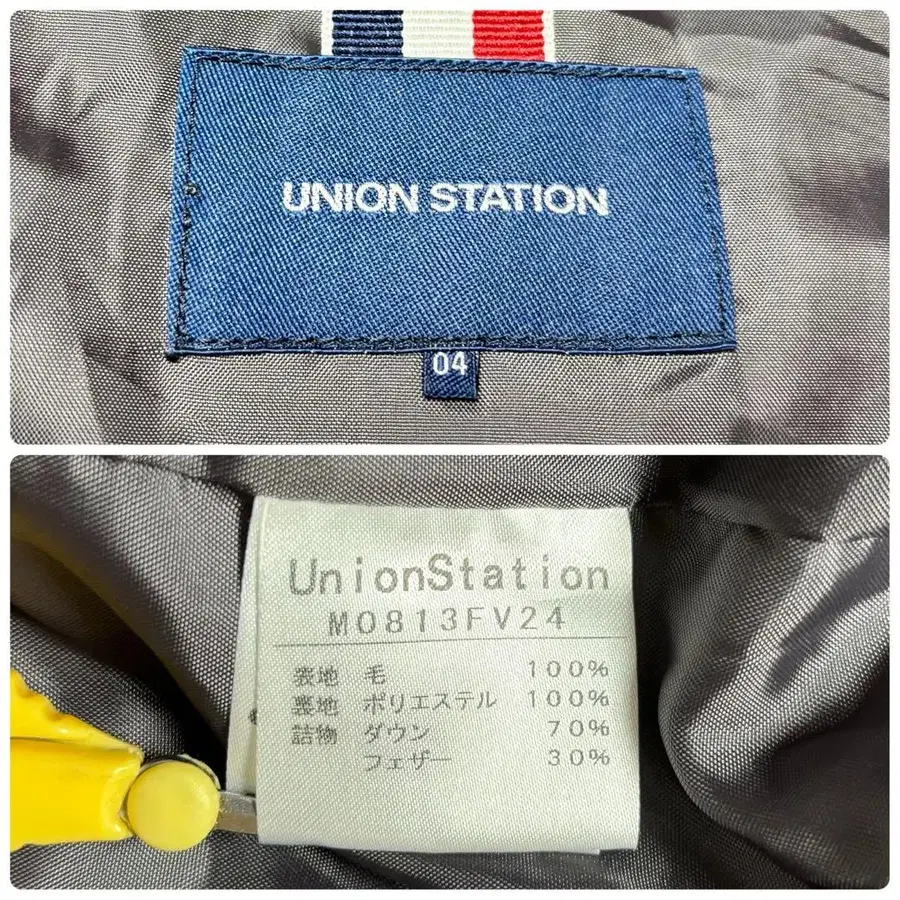 UNION STATION
04
UnionStation
M0813FV24
表地 毛 100%
裏地 ポリエステル 100%
詰物 ダウン 70%
フェザー 30%